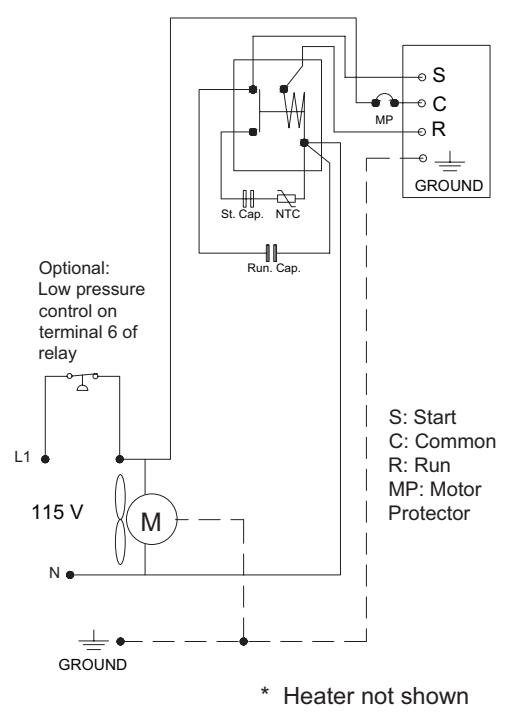 S
C
MP
R
GROUND
St. Cap.
NTC
Run. Cap.
Optional:
Low pressure
control on
terminal 6 of
relay
S: Start
C: Common
R: Run
MP: Motor
Protector
L1
115 V
M
N
GROUND
* Heater not shown